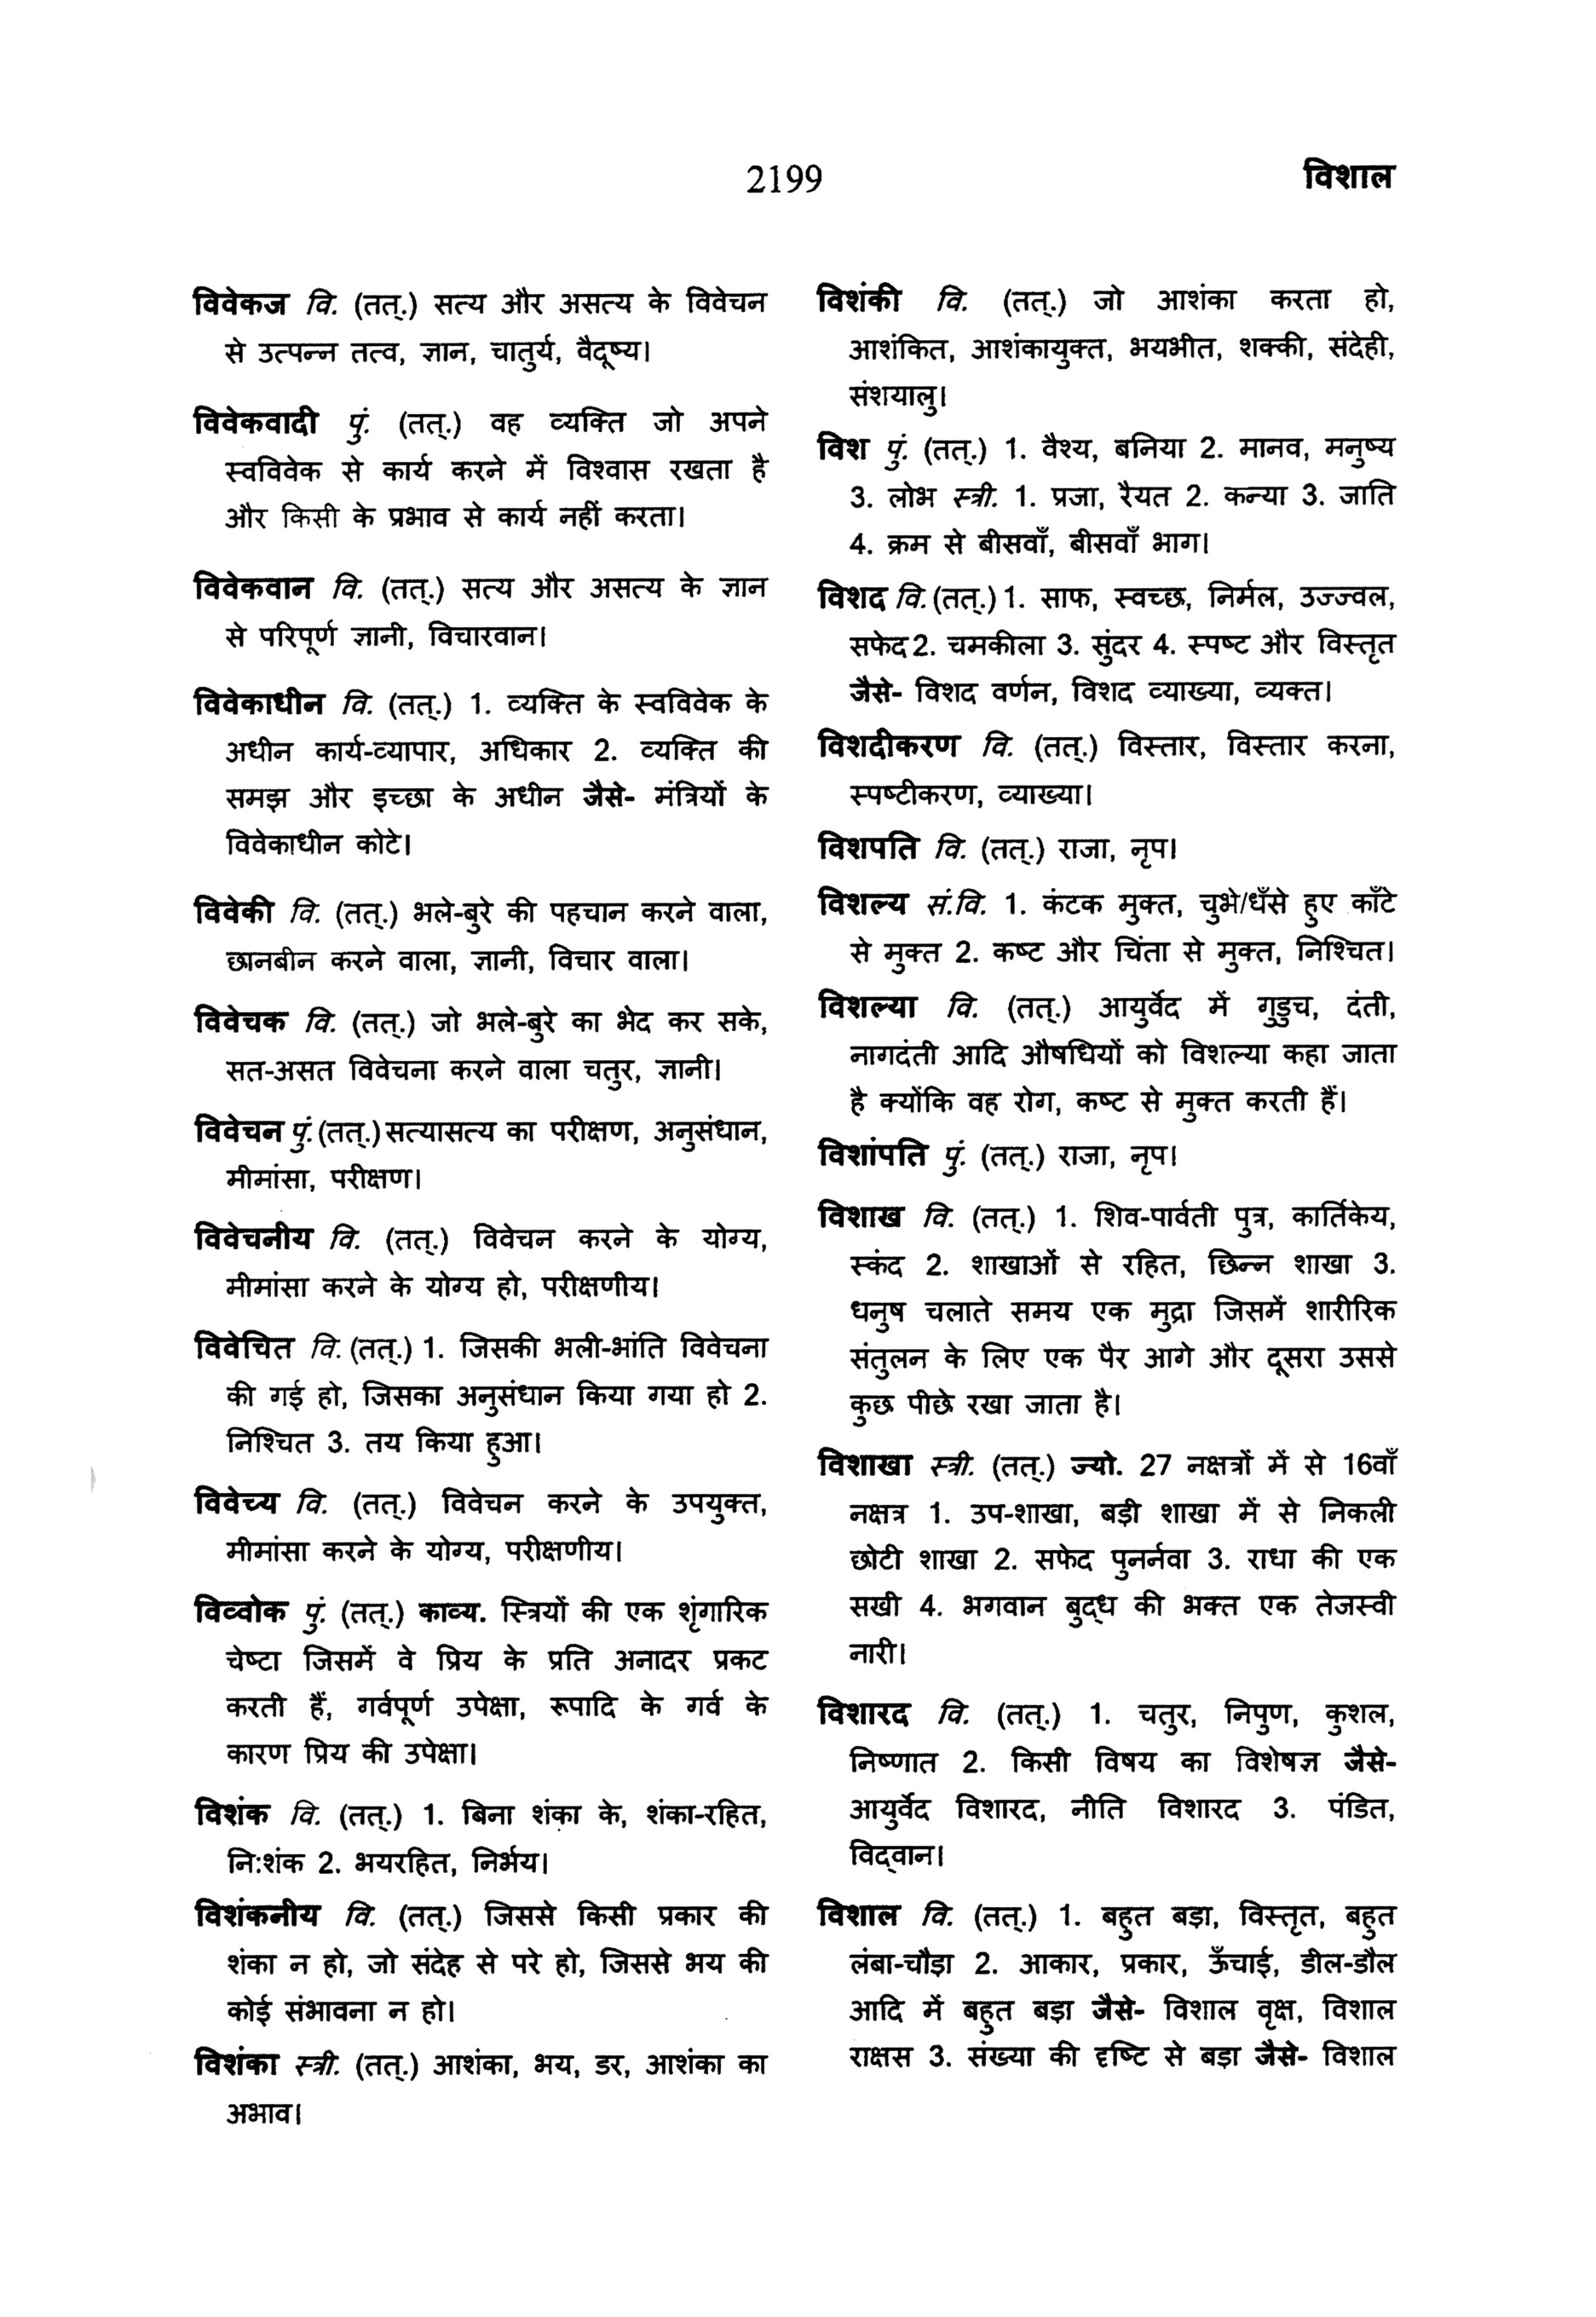 2199
विशाल
विवेकज वि. (तत्.) सत्य और असत्य के विवेचन
से उत्पन्न तत्व, ज्ञान, चातुर्य, वैदूष्य।
विवेकवादी पुं. (तत्.) वह व्यक्ति जो अपने
स्वविवेक से कार्य करने में विश्वास रखता है
और किसी के प्रभाव से कार्य नहीं करता।
विवेकवान वि. (तत्.) सत्य और असत्य के ज्ञान
से परिपूर्ण ज्ञानी, विचारवान।
विवेकाधीन वि. (तत्.) 1. व्यक्ति के स्वविवेक के
अधीन कार्य-व्यापार, अधिकार 2. व्यक्ति की
समझ और इच्छा के अधीन जैसे- मंत्रियों के
विवेकाधीन कोटे।
विवेकी वि. (तत्.) भले-बुरे की पहचान करने वाला,
छानबीन करने वाला, ज्ञानी, विचार वाला।
विवेचक वि. (तत्.) जो भले-बुरे का भेद कर सके,
सत-असत विवेचना करने वाला चतुर, ज्ञानी।
विवेचन पुं. (तत्.) सत्यासत्य का परीक्षण, अनुसंधान,
मीमांसा, परीक्षण।
विवेचनीय वि. (तत्.) विवेचन करने के योग्य,
मीमांसा करने के योग्य हो, परीक्षणीय।
विवेचित वि. (तत्.) 1. जिसकी भली-भांति विवेचना
की गई हो, जिसका अनुसंधान किया गया हो 2.
निश्चित 3. तय किया हुआ।
विवेच्य वि. (तत्.) विवेचन करने के उपयुक्त,
मीमांसा करने के योग्य, परीक्षणीय।
विव्वोक पुं. (तत्.) काव्य. स्त्रियों की एक शृंगारिक
चेष्टा जिसमें वे प्रिय के प्रति अनादर प्रकट
करती हैं, गर्वपूर्ण उपेक्षा, रूपादि के गर्व के
कारण प्रिय की उपेक्षा।
विशंक वि. (तत्.) 1. बिना शंका के, शंका-रहित,
नि:शंक 2. भयरहित, निर्भय।
विशंकनीय वि. (तत्.) जिससे किसी प्रकार की
शंका न हो, जो संदेह से परे हो, जिससे भय की
कोई संभावना न हो।
विशंका स्त्री. (तत्.) आशंका, भय, डर, आशंका का
अभाव।
विशंकी वि. (तत्.) जो आशंका करता हो,
आशंकित, आशंकायुक्त, भयभीत, शक्की, संदेही,
संशयालु।
विश पुं. (तत्.) 1. वैश्य, बनिया 2. मानव, मनुष्य
3. लोभ स्त्री. 1. प्रजा, रैयत 2. कन्या 3. जाति
4. क्रम से बीसवाँ, बीसवाँ भाग।
विशद वि. (तत्.) 1. साफ, स्वच्छ, निर्मल, उज्ज्वल,
सफेद 2. चमकीला 3. सुंदर 4. स्पष्ट और विस्तृत
जैसे- विशद वर्णन, विशद व्याख्या, व्यक्त।
विशदीकरण वि. (तत्.) विस्तार, विस्तार करना,
स्पष्टीकरण, व्याख्या।
विशपति वि. (तत्.) राजा, नृप।
विशल्य सं.वि. 1. कंटक मुक्त, चुभे/धँसे हुए काँटे
से मुक्त 2. कष्ट और चिंता से मुक्त, निश्चित।
विशल्या वि. (तत्.) आयुर्वेद में गुडुच, दंती,
नागदंती आदि औषधियों को विशल्या कहा जाता
है क्योंकि वह रोग, कष्ट से मुक्त करती हैं।
विशांपति पुं. (तत्.) राजा, नृप।
विशाख वि. (तत्.) 1. शिव-पार्वती पुत्र, कार्तिकेय,
स्कंद 2. शाखाओं से रहित, छिन्न शाखा 3.
धनुष चलाते समय एक मुद्रा जिसमें शारीरिक
संतुलन के लिए एक पैर आगे और दूसरा उससे
कुछ पीछे रखा जाता है।
विशाखा स्त्री. (तत्.) ज्यो. 27 नक्षत्रों में से 16वाँ
नक्षत्र 1. उप-शाखा, बड़ी शाखा में से निकली
छोटी शाखा 2. सफेद पुनर्नवा 3. राधा की एक
सखी 4. भगवान बुद्ध की भक्त एक तेजस्वी
नारी।
विशारद वि. (तत्.) 1. चतुर, निपुण, कुशल,
निष्णात 2. किसी विषय का विशेषज्ञ जैसे-
आयुर्वेद विशारद, नीति विशारद 3. पंडित,
विद्वान।
विशाल वि. (तत्.) 1. बहुत बड़ा, विस्तृत, बहुत
लंबा-चौड़ा 2. आकार, प्रकार, ऊँचाई, डील-डौल
आदि में बहुत बड़ा जैसे- विशाल वृक्ष, विशाल
राक्षस 3. संख्या की दृष्टि से बड़ा जैसे- विशाल